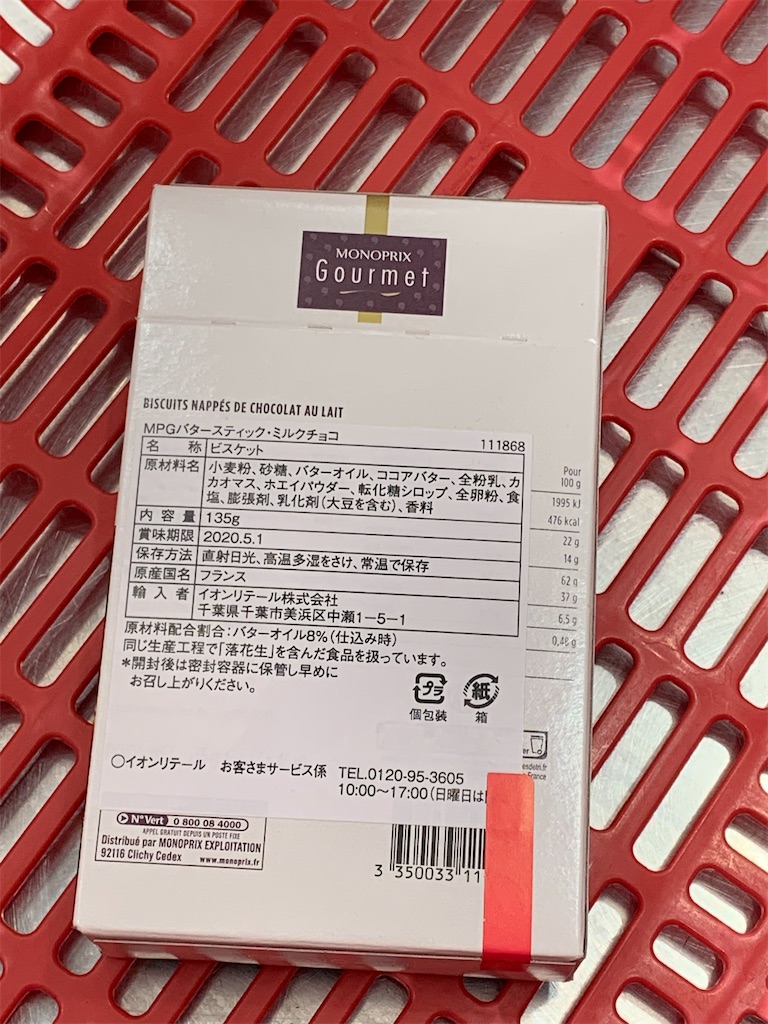 MONOPRIX
Gourmet
BISCUITS NAPPÉS DE CHOCOLAT AU LAIT
MPGバタースティック・ミルクチョコ 111868
名 称 ビスケット
原材料名 小麦粉、砂糖、バターオイル、ココアバター、全粉乳、カ
カオマス、ホエイパウダー、転化糖シロップ、全卵粉、食
塩、膨張剤、乳化剤(大豆を含む)、香料
内 容 量 135g
賞味期限 2020.5.1
保存方法 直射日光、高温多湿をさけ、常温で保存
原産国名 フランス
輸 入 者 イオンリテール株式会社
千葉県千葉市美浜区中瀬1-5-1
原材料配合割合:バターオイル8%(仕込み時)
同じ生産工程で「落花生」を含んだ食品を扱っています。
*開封後は密封容器に保管し早めに
お召し上がりください。
プラ 紙
個包装 箱
〇イオンリテール お客さまサービス係 TEL.0120-95-3605
10:00〜17:00(日曜日は
Pour
100 g
1995 kJ
476 kcal
22 g
14 g
62 g
37 g
6,5 g
0,48 g
N°Vert 0 800 08 4000
APPEL GRATUIT DEPUIS UN POSTE FIXE
Distribué par MONOPRIX EXPLOITATION
92116 Clichy Cedex www.monoprix.fr
3 350033 11